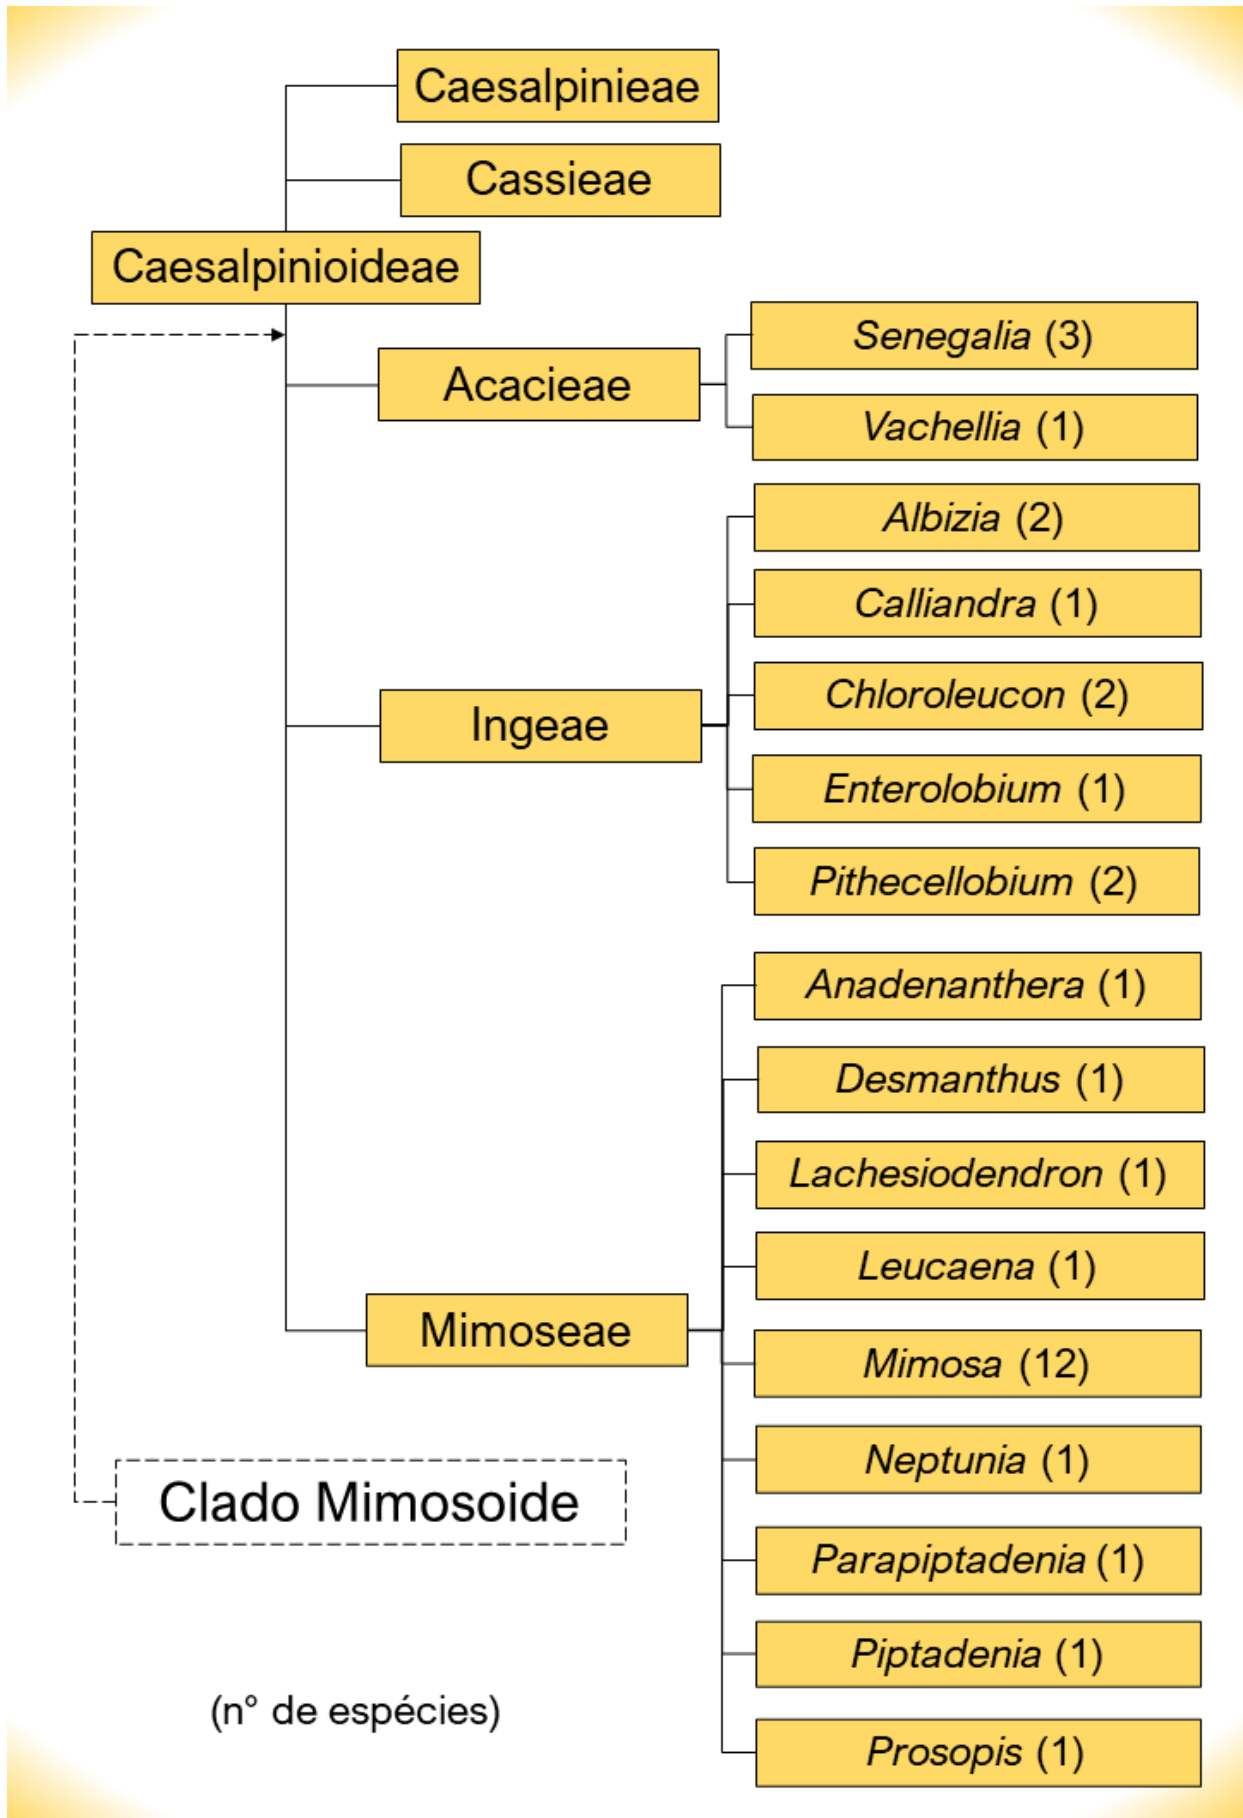 Caesalpinieae
Cassieae
Caesalpinioideae
Senegalia (3)
Acacieae
Vachellia (1)
Albizia (2)
Calliandra (1)
Chloroleucon (2)
Ingeae
Enterolobium (1)
Pithecellobium (2)
Anadenanthera (1)
Desmanthus (1)
Lachesiodendron (1)
Leucaena (1)
Mimoseae
Mimosa (12)
Neptunia (1)
Clado Mimosoide
Parapiptadenia (1)
Piptadenia (1)
(n° de espécies)
Prosopis (1)